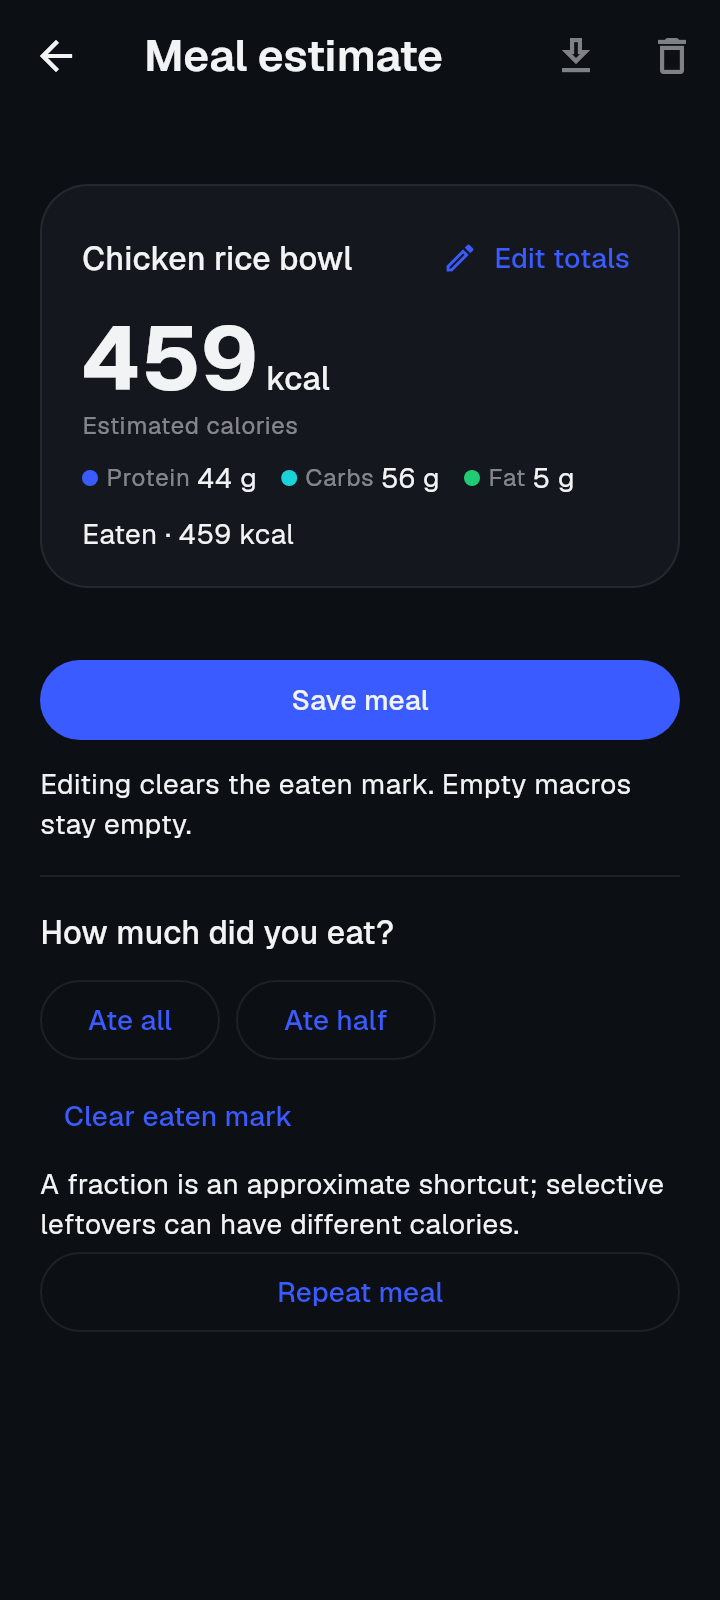 Meal estimate
Chicken rice bowl
Edit totals
459 kcal
Estimated calories
Protein 44 g Carbs 56 g Fat 5 g
Eaten · 459 kcal
Save meal
Editing clears the eaten mark. Empty macros
stay empty.
How much did you eat?
Ate all
Ate half
Clear eaten mark
A fraction is an approximate shortcut; selective
leftovers can have different calories.
Repeat meal